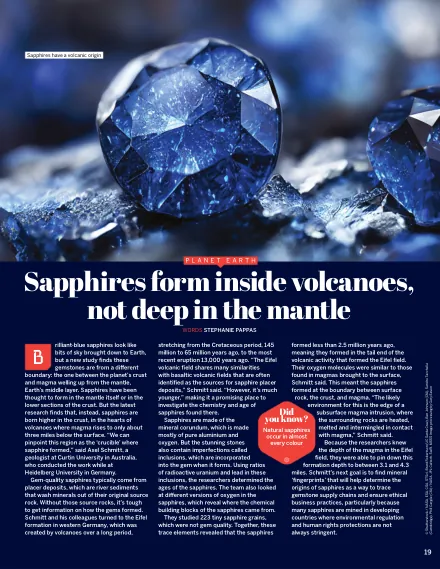 Sapphires have a volcanic origin
PLANET EARTH
Sapphires form inside volcanoes,
not deep in the mantle
WORDS STEPHANIE PAPPAS
Brilliant-blue sapphires look like
bits of sky brought down to Earth,
but a new study finds these
gemstones are from a different
boundary: the one between the planet's crust
and magma welling up from the mantle,
Earth's middle layer. Sapphires have been
thought to form in the mantle itself or in the
lower sections of the crust. But the latest
research finds that, instead, sapphires are
born higher in the crust, in the hearts of
volcanoes where magma rises to only about
three miles below the surface. "We can
pinpoint this region as the 'crucible' where
sapphire formed," said Axel Schmitt, a
geologist at Curtin University in Australia,
who conducted the work while at
Heidelberg University in Germany.
Gem-quality sapphires typically come from
placer deposits, which are river sediments
that wash minerals out of their original source
rock. Without those source rocks, it's tough
to get information on how the gems formed.
Schmitt and his colleagues turned to the Eifel
formation in western Germany, which was
created by volcanoes over a long period,
stretching from the Cretaceous period, 145
million to 65 million years ago, to the most
recent eruption 13,000 years ago. "The Eifel
volcanic field shares many similarities
with basaltic volcanic fields that are often
identified as the sources for sapphire placer
deposits," Schmitt said. "However, it's much
younger," making it a promising place to
investigate the chemistry and age of
sapphires found there.
Sapphires are made of the
mineral corundum, which is made
mostly of pure aluminium and
oxygen. But the stunning stones
also contain imperfections called
inclusions, which are incorporated
into the gem when it forms. Using ratios
of radioactive uranium and lead in these
inclusions, the researchers determined the
ages of the sapphires. The team also looked
at different versions of oxygen in the
sapphires, which reveal where the chemical
building blocks of the sapphires came from.
They studied 223 tiny sapphire grains,
which were not gem quality. Together, these
trace elements revealed that the sapphires
formed less than 2.5 million years ago,
meaning they formed in the tail end of the
volcanic activity that formed the Eifel field.
Their oxygen molecules were similar to those
found in magmas brought to the surface,
Schmitt said. This meant the sapphires
formed at the boundary between surface
rock, the crust, and magma. "The likely
environment for this is the edge of a
subsurface magma intrusion, where
the surrounding rocks are heated,
melted and intermingled in contact
with magma," Schmitt said.
Because the researchers knew
the depth of the magma in the Eifel
field, they were able to pin down this
formation depth to between 3.1 and 4.3
miles. Schmitt's next goal is to find mineral
'fingerprints' that will help determine the
origins of sapphires as a way to trace
gemstone supply chains and ensure ethical
business practices, particularly because
many sapphires are mined in developing
countries where environmental regulation
and human rights protections are not
always stringent.
Did
you know?
Natural sapphires
occur in almost
every colour
19